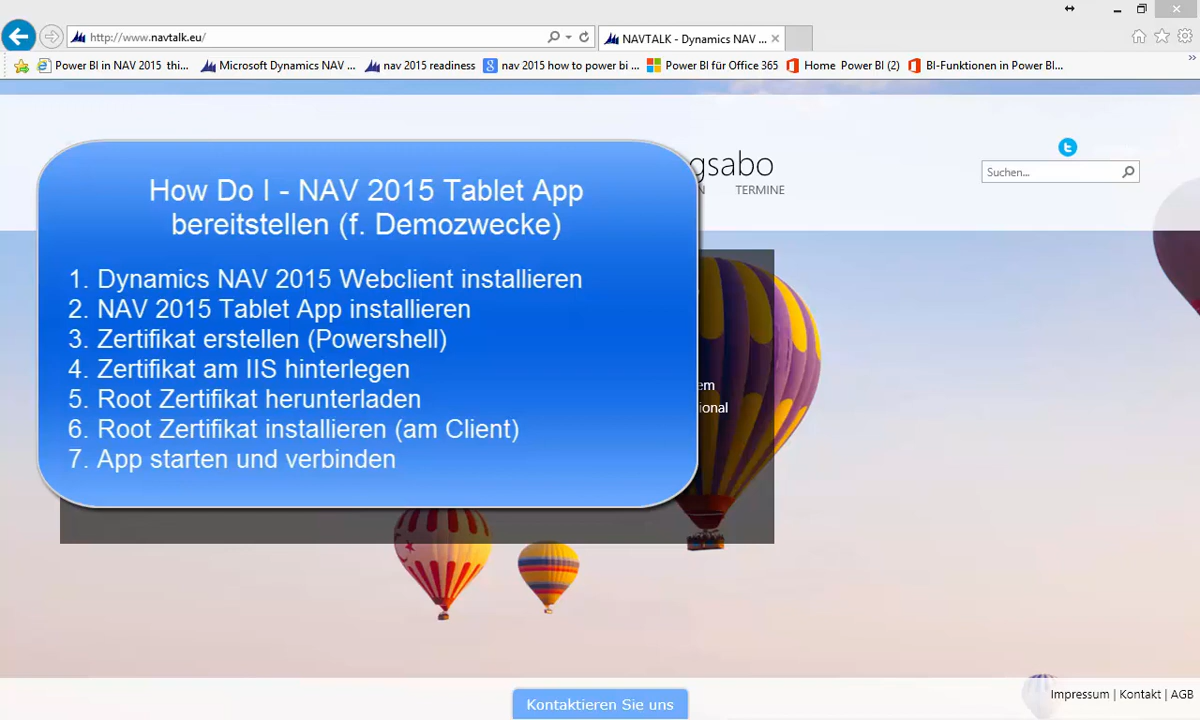 http://www.navtalk.eu/
NAVTALK - Dynamics NAV ...
Power BI in NAV 2015 thi...
Microsoft Dynamics NAV ...
nav 2015 readiness
nav 2015 how to power bi ...
Power BI für Office 365
Home Power BI (2)
BI-Funktionen in Power BI...
gsabo
N TERMINE
Suchen...
How Do I - NAV 2015 Tablet App
bereitstellen (f. Demozwecke)
1. Dynamics NAV 2015 Webclient installieren
2. NAV 2015 Tablet App installieren
3. Zertifikat erstellen (Powershell)
4. Zertifikat am IIS hinterlegen
5. Root Zertifikat herunterladen
6. Root Zertifikat installieren (am Client)
7. App starten und verbinden
em
ional
Kontaktieren Sie uns
Impressum | Kontakt | AGB